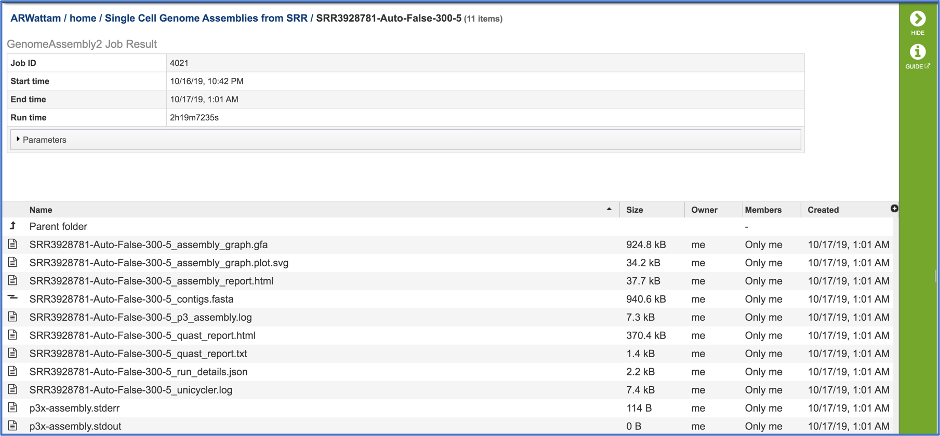 ARWattam / home / Single Cell Genome Assemblies from SRR / SRR3928781-Auto-False-300-5 (11 items)
HIDE
GUIDE
GenomeAssembly2 Job Result
Job ID 4021
Start time 10/16/19, 10:42 PM
End time 10/17/19, 1:01 AM
Run time 2h19m7235s
Parameters
Name Size Owner Members Created
Parent folder -
SRR3928781-Auto-False-300-5_assembly_graph.gfa 924.8 kB me Only me 10/17/19, 1:01 AM
SRR3928781-Auto-False-300-5_assembly_graph.plot.svg 34.2 kB me Only me 10/17/19, 1:01 AM
SRR3928781-Auto-False-300-5_assembly_report.html 37.7 kB me Only me 10/17/19, 1:01 AM
SRR3928781-Auto-False-300-5_contigs.fasta 940.6 kB me Only me 10/17/19, 1:01 AM
SRR3928781-Auto-False-300-5_p3_assembly.log 7.3 kB me Only me 10/17/19, 1:01 AM
SRR3928781-Auto-False-300-5_quast_report.html 370.4 kB me Only me 10/17/19, 1:01 AM
SRR3928781-Auto-False-300-5_quast_report.txt 1.4 kB me Only me 10/17/19, 1:01 AM
SRR3928781-Auto-False-300-5_run_details.json 2.2 kB me Only me 10/17/19, 1:01 AM
SRR3928781-Auto-False-300-5_unicycler.log 7.4 kB me Only me 10/17/19, 1:01 AM
p3x-assembly.stderr 114 B me Only me 10/17/19, 1:01 AM
p3x-assembly.stdout 0 B me Only me 10/17/19, 1:01 AM